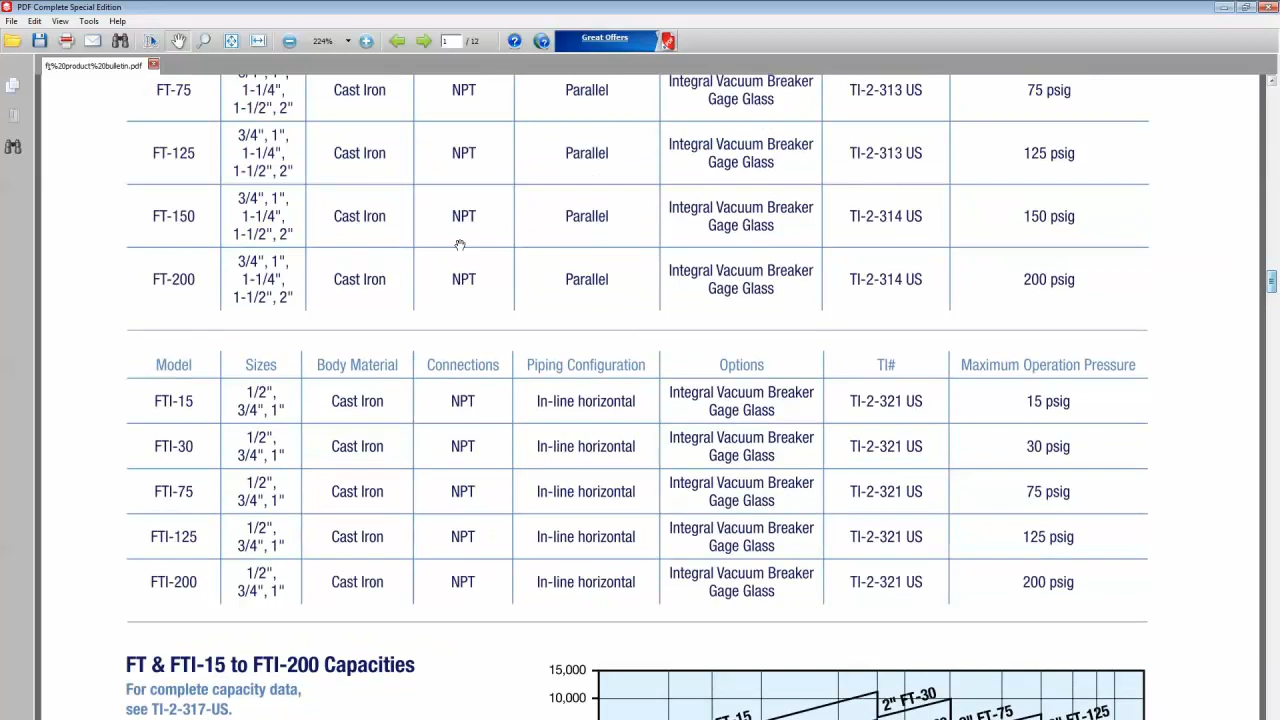 PDF Complete Special Edition
File Edit View Tools Help
224% 1 / 12 Great Offers
ft%20product%20bulletin.pdf
FT-75 1-1/4", 1-1/2", 2" Cast Iron NPT Parallel Integral Vacuum Breaker Gage Glass TI-2-313 US 75 psig
FT-125 3/4", 1", 1-1/4", 1-1/2", 2" Cast Iron NPT Parallel Integral Vacuum Breaker Gage Glass TI-2-313 US 125 psig
FT-150 3/4", 1", 1-1/4", 1-1/2", 2" Cast Iron NPT Parallel Integral Vacuum Breaker Gage Glass TI-2-314 US 150 psig
FT-200 3/4", 1", 1-1/4", 1-1/2", 2" Cast Iron NPT Parallel Integral Vacuum Breaker Gage Glass TI-2-314 US 200 psig
Model Sizes Body Material Connections Piping Configuration Options TI# Maximum Operation Pressure
FTI-15 1/2", 3/4", 1" Cast Iron NPT In-line horizontal Integral Vacuum Breaker Gage Glass TI-2-321 US 15 psig
FTI-30 1/2", 3/4", 1" Cast Iron NPT In-line horizontal Integral Vacuum Breaker Gage Glass TI-2-321 US 30 psig
FTI-75 1/2", 3/4", 1" Cast Iron NPT In-line horizontal Integral Vacuum Breaker Gage Glass TI-2-321 US 75 psig
FTI-125 1/2", 3/4", 1" Cast Iron NPT In-line horizontal Integral Vacuum Breaker Gage Glass TI-2-321 US 125 psig
FTI-200 1/2", 3/4", 1" Cast Iron NPT In-line horizontal Integral Vacuum Breaker Gage Glass TI-2-321 US 200 psig
FT & FTI-15 to FTI-200 Capacities
For complete capacity data,
see TI-2-317-US.
15,000
10,000
2" FT-30
FT-75
FT-125